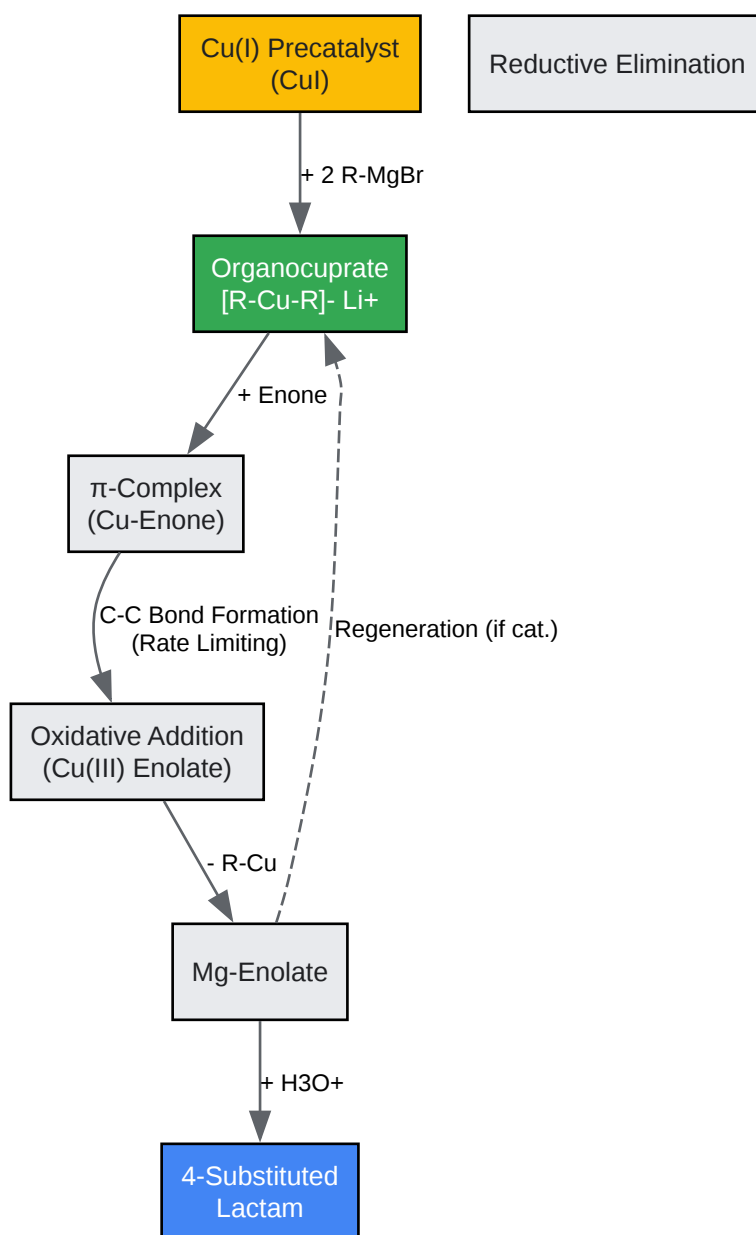 Cu(I) Precatalyst
(CuI)
Reductive Elimination
+ 2 R-MgBr
Organocuprate
[R-Cu-R]- Li+
+ Enone
π-Complex
(Cu-Enone)
C-C Bond Formation
(Rate Limiting)
Regeneration (if cat.)
Oxidative Addition
(Cu(III) Enolate)
- R-Cu
Mg-Enolate
+ H3O+
4-Substituted
Lactam